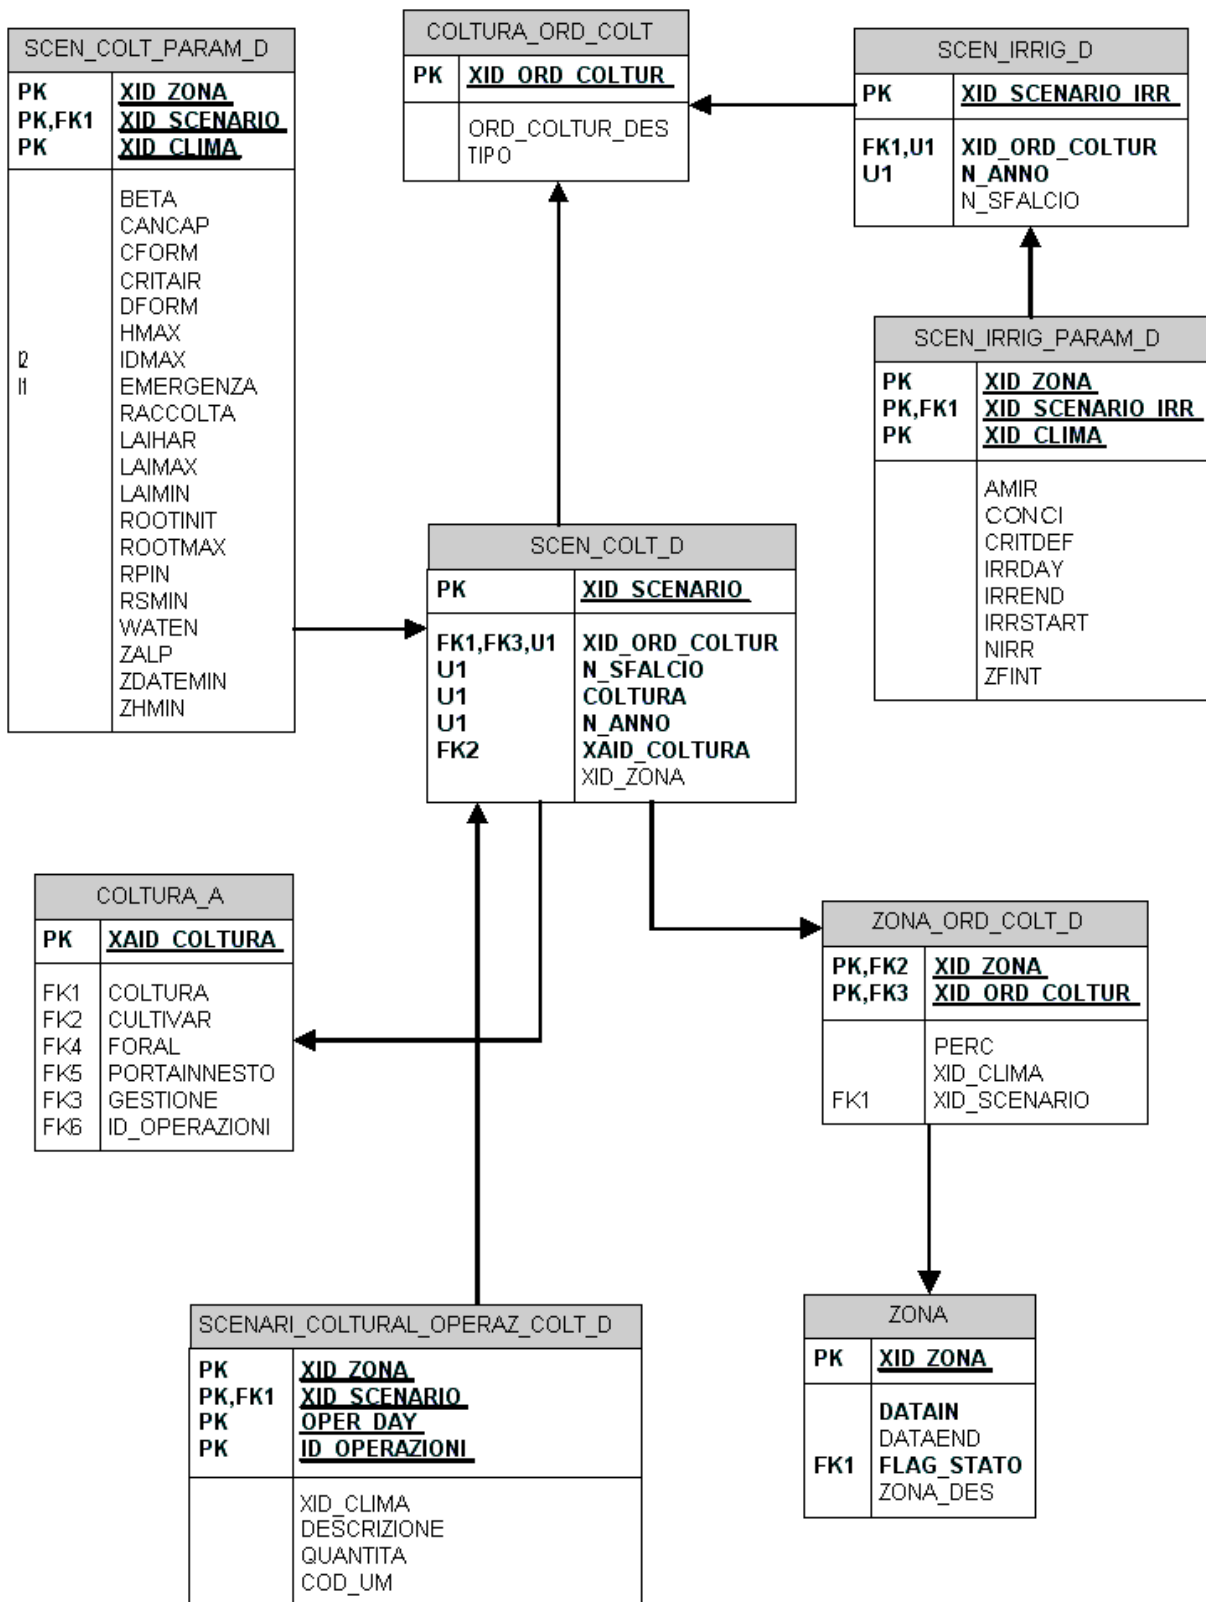 SCEN_COLT_PARAM_D
PK XID_ZONA
PK,FK1 XID_SCENARIO
PK XID_CLIMA
BETA
CANCAP
CFORM
CRITAIR
DFORM
HMAX
I2 IDMAX
I1 EMERGENZA
RACCOLTA
LAIHAR
LAIMAX
LAIMIN
ROOTINIT
ROOTMAX
RPIN
RSMIN
WATEN
ZALP
ZDATEMIN
ZHMIN
COLTURA_ORD_COLT
PK XID_ORD_COLTUR
ORD_COLTUR_DES
TIPO
SCEN_IRRIG_D
PK XID_SCENARIO_IRR
FK1,U1 XID_ORD_COLTUR
U1 N_ANNO
N_SFALCIO
SCEN_IRRIG_PARAM_D
PK XID_ZONA
PK,FK1 XID_SCENARIO_IRR
PK XID_CLIMA
AMIR
CONCI
CRITDEF
IRRDAY
IRREND
IRRSTART
NIRR
ZFINT
SCEN_COLT_D
PK XID_SCENARIO
FK1,FK3,U1 XID_ORD_COLTUR
U1 N_SFALCIO
U1 COLTURA
U1 N_ANNO
FK2 XAID_COLTURA
XID_ZONA
COLTURA_A
PK XAID_COLTURA
FK1 COLTURA
FK2 CULTIVAR
FK4 FORAL
FK5 PORTAINNESTO
FK3 GESTIONE
FK6 ID_OPERAZIONI
ZONA_ORD_COLT_D
PK,FK2 XID_ZONA
PK,FK3 XID_ORD_COLTUR
PERC
XID_CLIMA
FK1 XID_SCENARIO
SCENARI_COLTURAL_OPERAZ_COLT_D
PK XID_ZONA
PK,FK1 XID_SCENARIO
PK OPER_DAY
PK ID_OPERAZIONI
XID_CLIMA
DESCRIZIONE
QUANTITA
COD_UM
ZONA
PK XID_ZONA
DATAIN
DATAEND
FK1 FLAG_STATO
ZONA_DES